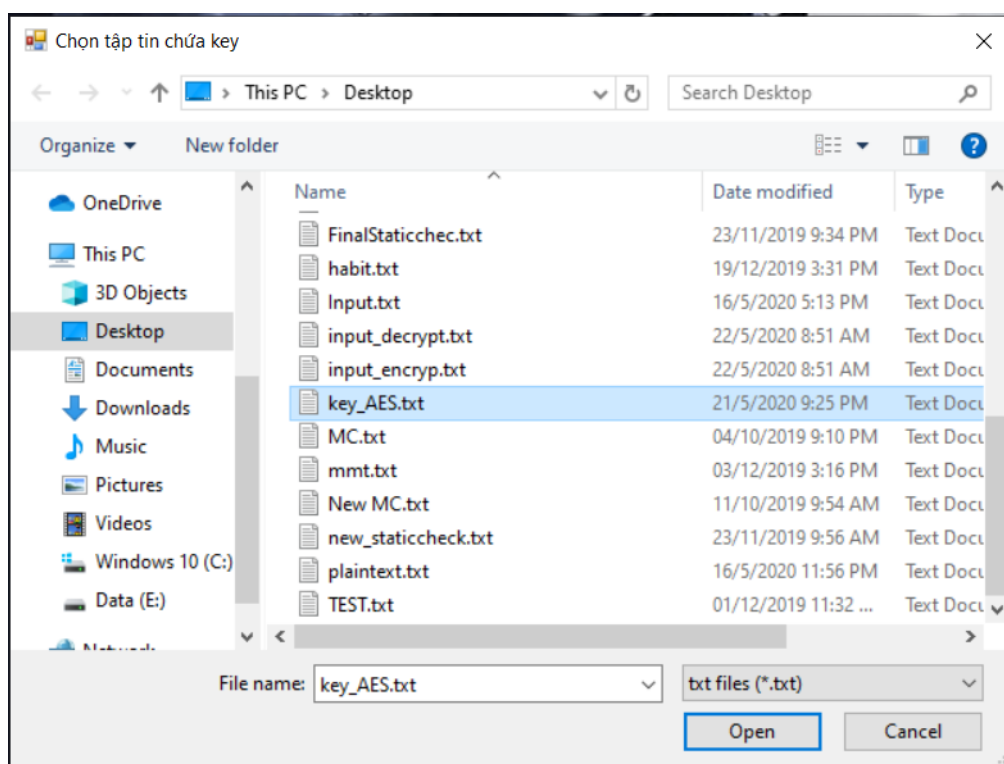 Chọn tập tin chứa key
This PC > Desktop
Search Desktop
Organize
New folder
Name
Date modified
Type
OneDrive
This PC
3D Objects
Desktop
Documents
Downloads
Music
Pictures
Videos
Windows 10 (C:)
Data (E:)
Network
FinalStaticchec.txt 23/11/2019 9:34 PM Text Docu
habit.txt 19/12/2019 3:31 PM Text Docu
Input.txt 16/5/2020 5:13 PM Text Docu
input_decrypt.txt 22/5/2020 8:51 AM Text Docu
input_encryp.txt 22/5/2020 8:51 AM Text Docu
key_AES.txt 21/5/2020 9:25 PM Text Docu
MC.txt 04/10/2019 9:10 PM Text Docu
mmt.txt 03/12/2019 3:16 PM Text Docu
New MC.txt 11/10/2019 9:54 AM Text Docu
new_staticcheck.txt 23/11/2019 9:56 AM Text Docu
plaintext.txt 16/5/2020 11:56 PM Text Docu
TEST.txt 01/12/2019 11:32 ... Text Docu
File name: key_AES.txt
txt files (*.txt)
Open
Cancel